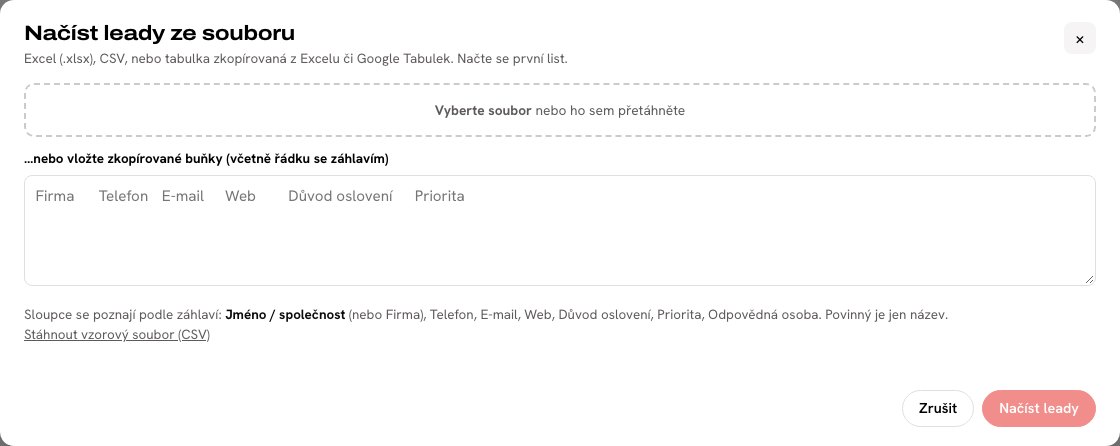 Načíst leady ze souboru
×
Excel (.xlsx), CSV, nebo tabulka zkopírovaná z Excelu či Google Tabulek. Načte se první list.
Vyberte soubor nebo ho sem přetáhněte
…nebo vložte zkopírované buňky (včetně řádku se záhlavím)
Firma Telefon E-mail Web Důvod oslovení Priorita
Sloupce se poznají podle záhlaví: Jméno / společnost (nebo Firma), Telefon, E-mail, Web, Důvod oslovení, Priorita, Odpovědná osoba. Povinný je jen název.
Stáhnout vzorový soubor (CSV)
Zrušit Načíst leady